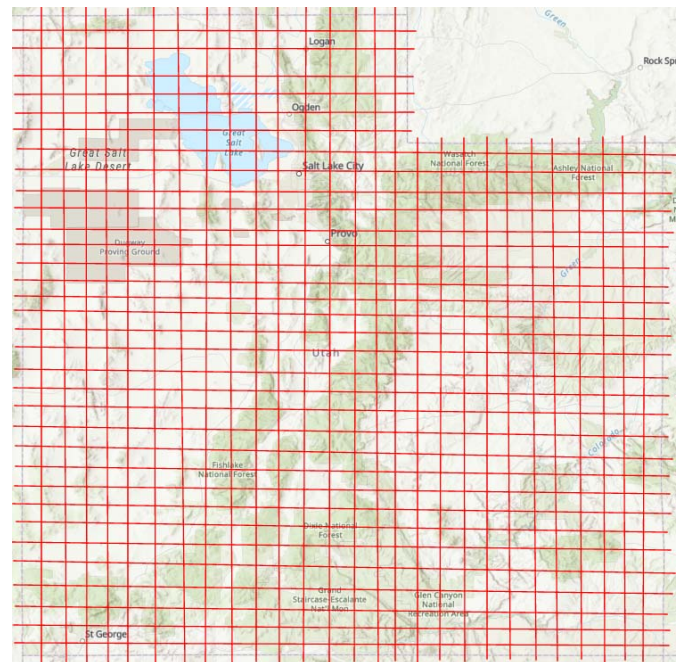 Green
Logan
Rock Spr
Ogden
Great
Salt
Lake
Great Salt
Lake Desert
Salt Lake City
Wasatch
National Forest
Ashley National
Forest
Provo
Dugway
Proving Ground
Green
Utah
Colorado
Fishlake
National Forest
Dixie National
Forest
Grand
Staircase-Escalante
Nat'l Mon
Glen Canyon
National
Recreation Area
St George